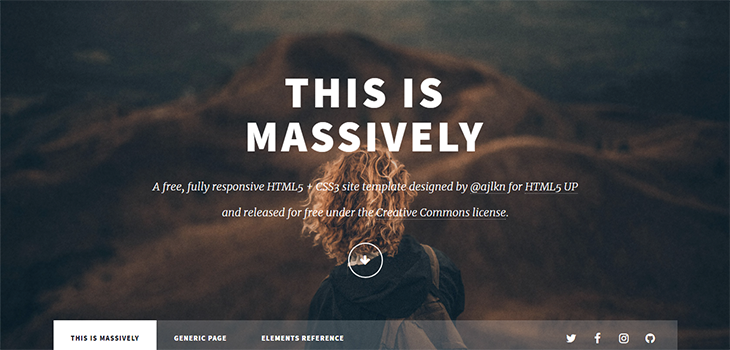 THIS IS
MASSIVELY
A free, fully responsive HTML5 + CSS3 site template designed by @ajlkn for HTML5 UP
and released for free under the Creative Commons license.
THIS IS MASSIVELY GENERIC PAGE ELEMENTS REFERENCE